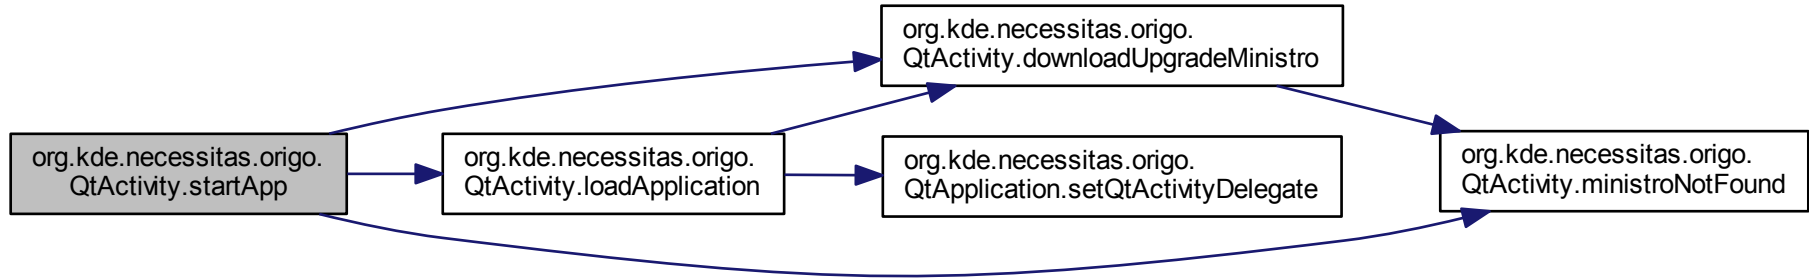 org.kde.necessitas.origo.
QtActivity.startApp
org.kde.necessitas.origo.
QtActivity.loadApplication
org.kde.necessitas.origo.
QtActivity.downloadUpgradeMinistro
org.kde.necessitas.origo.
QtApplication.setQtActivityDelegate
org.kde.necessitas.origo.
QtActivity.ministroNotFound